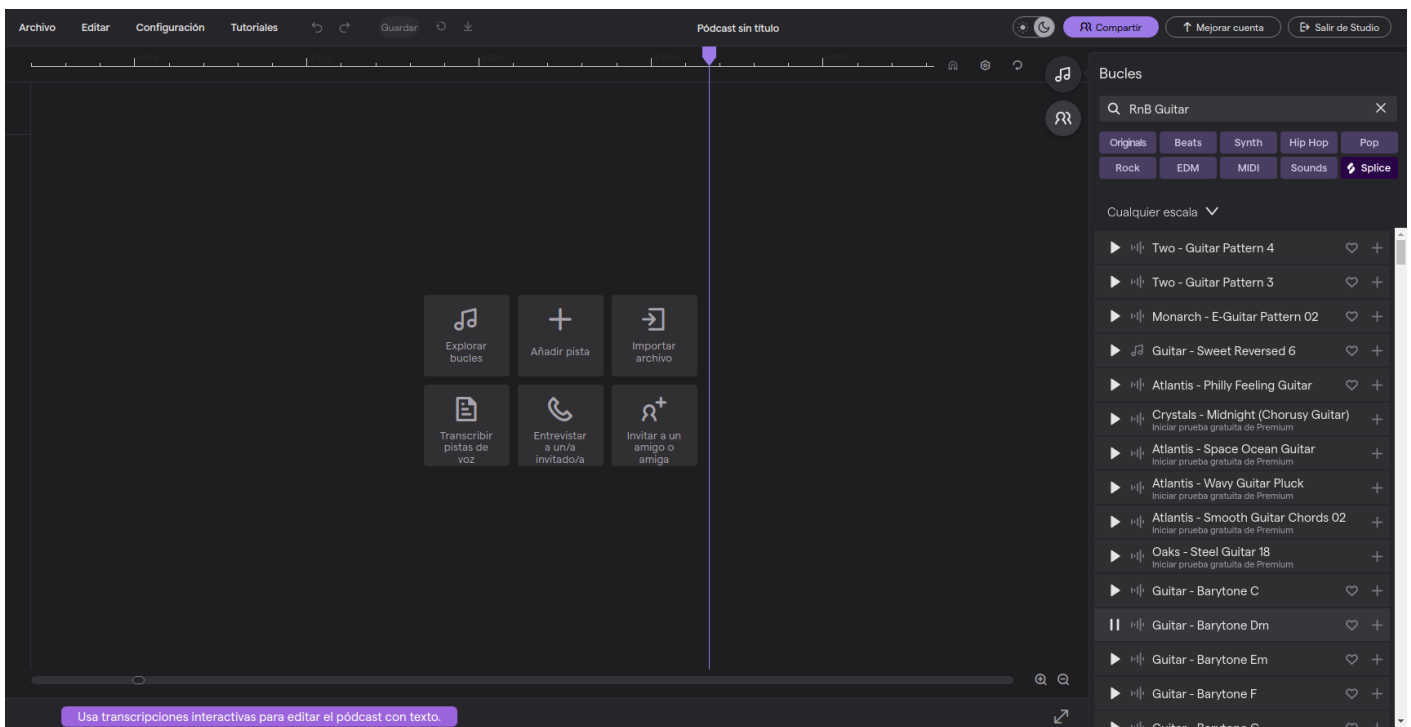 Archivo Editar Configuración Tutoriales Guardar Pódcast sin título Compartir Mejorar cuenta Salir de Studio
Bucles
RnB Guitar
Originals Beats Synth Hip Hop Pop
Rock EDM MIDI Sounds Splice
Cualquier escala
Two - Guitar Pattern 4
Two - Guitar Pattern 3
Monarch - E-Guitar Pattern 02
Guitar - Sweet Reversed 6
Atlantis - Philly Feeling Guitar
Crystals - Midnight (Chorusy Guitar)
Iniciar prueba gratuita de Premium
Atlantis - Space Ocean Guitar
Iniciar prueba gratuita de Premium
Atlantis - Wavy Guitar Pluck
Iniciar prueba gratuita de Premium
Atlantis - Smooth Guitar Chords 02
Iniciar prueba gratuita de Premium
Oaks - Steel Guitar 18
Iniciar prueba gratuita de Premium
Guitar - Barytone C
Guitar - Barytone Dm
Guitar - Barytone Em
Guitar - Barytone F
Explorar
bucles
Añadir pista
Importar
archivo
Transcribir
pistas de
voz
Entrevistar
a un/a
invitado/a
Invitar a un
amigo o
amiga
Usa transcripciones interactivas para editar el pódcast con texto.